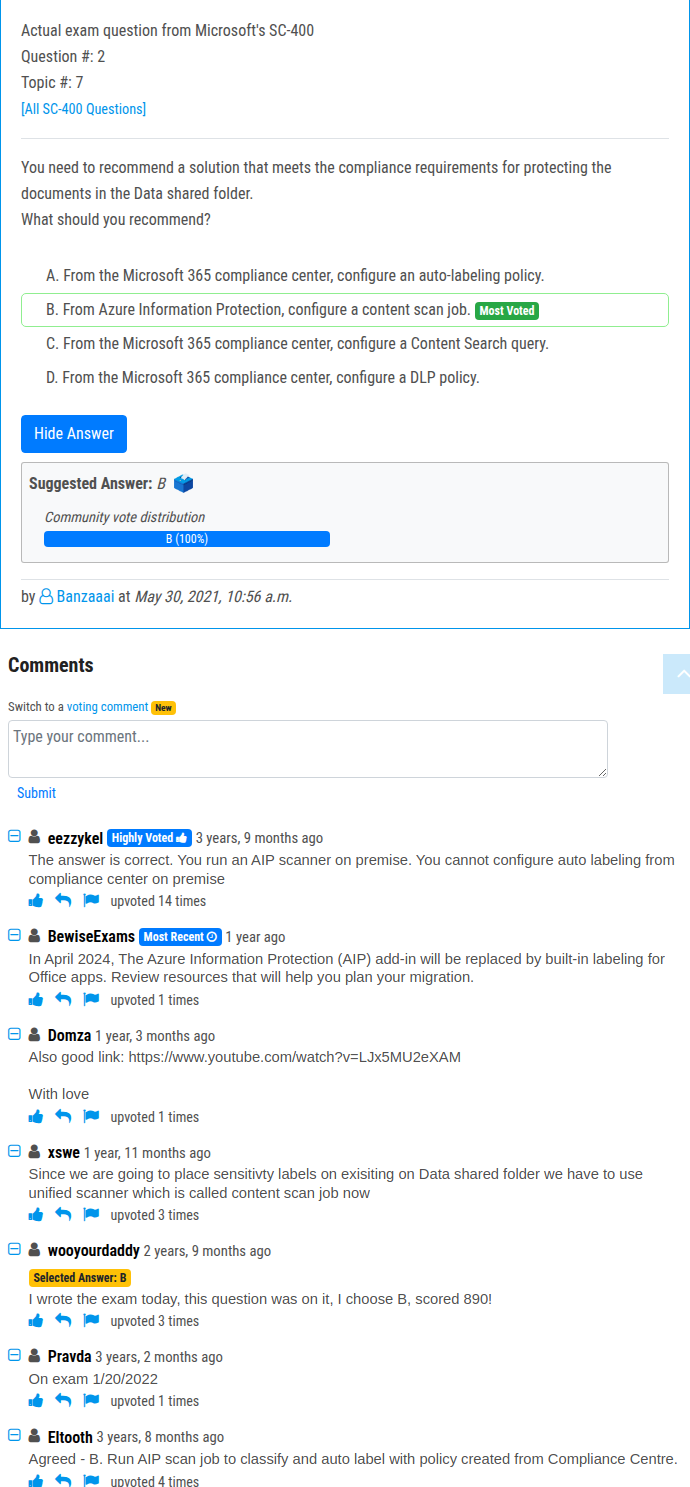 Actual exam question from Microsoft's SC-400
Question #: 2
Topic #: 7
[All SC-400 Questions]
You need to recommend a solution that meets the compliance requirements for protecting the
documents in the Data shared folder.
What should you recommend?
A. From the Microsoft 365 compliance center, configure an auto-labeling policy.
B. From Azure Information Protection, configure a content scan job. Most Voted
C. From the Microsoft 365 compliance center, configure a Content Search query.
D. From the Microsoft 365 compliance center, configure a DLP policy.
Hide Answer
Suggested Answer: B
Community vote distribution
B (100%)
by Banzaaai at May 30, 2021, 10:56 a.m.
Comments
Switch to a voting comment New
Type your comment...
Submit
eezzykel Highly Voted 3 years, 9 months ago
The answer is correct. You run an AIP scanner on premise. You cannot configure auto labeling from
compliance center on premise
upvoted 14 times
BewiseExams Most Recent 1 year ago
In April 2024, The Azure Information Protection (AIP) add-in will be replaced by built-in labeling for
Office apps. Review resources that will help you plan your migration.
upvoted 1 times
Domza 1 year, 3 months ago
Also good link: https://www.youtube.com/watch?v=LJx5MU2eXAM
With love
upvoted 1 times
xswe 1 year, 11 months ago
Since we are going to place sensitivty labels on exisiting on Data shared folder we have to use
unified scanner which is called content scan job now
upvoted 3 times
wooyourdaddy 2 years, 9 months ago
Selected Answer: B
I wrote the exam today, this question was on it, I choose B, scored 890!
upvoted 3 times
Pravda 3 years, 2 months ago
On exam 1/20/2022
upvoted 1 times
Eltooth 3 years, 8 months ago
Agreed - B. Run AIP scan job to classify and auto label with policy created from Compliance Centre.
upvoted 4 times